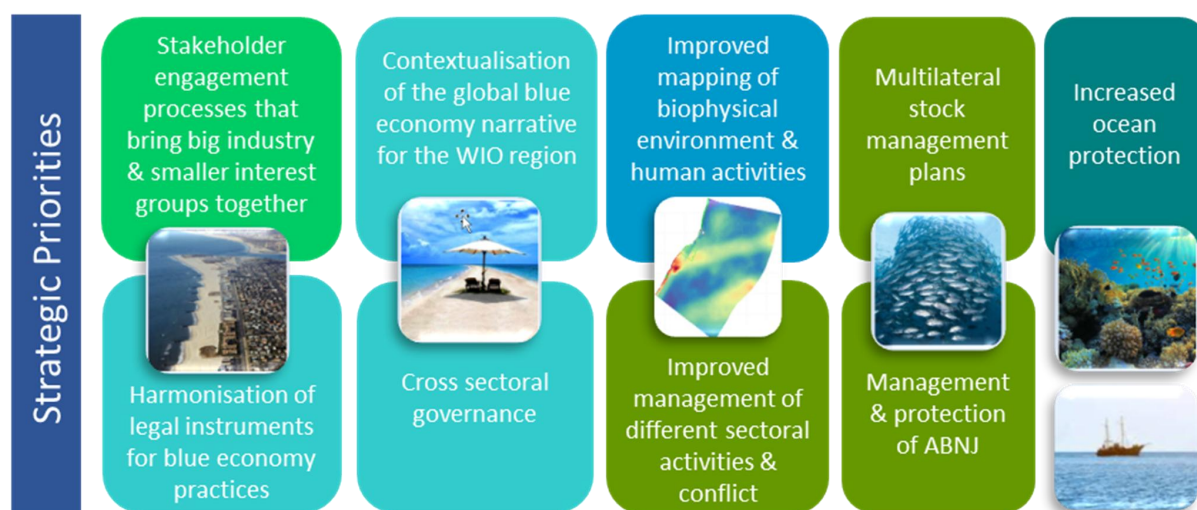 Strategic Priorities
Stakeholder
engagement
processes that
bring big industry
& smaller interest
groups together
Contextualisation
of the global blue
economy narrative
for the WIO region
Improved
mapping of
biophysical
environment &
human activities
Multilateral
stock
management
plans
Increased
ocean
protection
Harmonisation of
legal instruments
for blue economy
practices
Cross sectoral
governance
Improved
management of
different sectoral
activities &
conflict
Management
& protection
of ABNJ